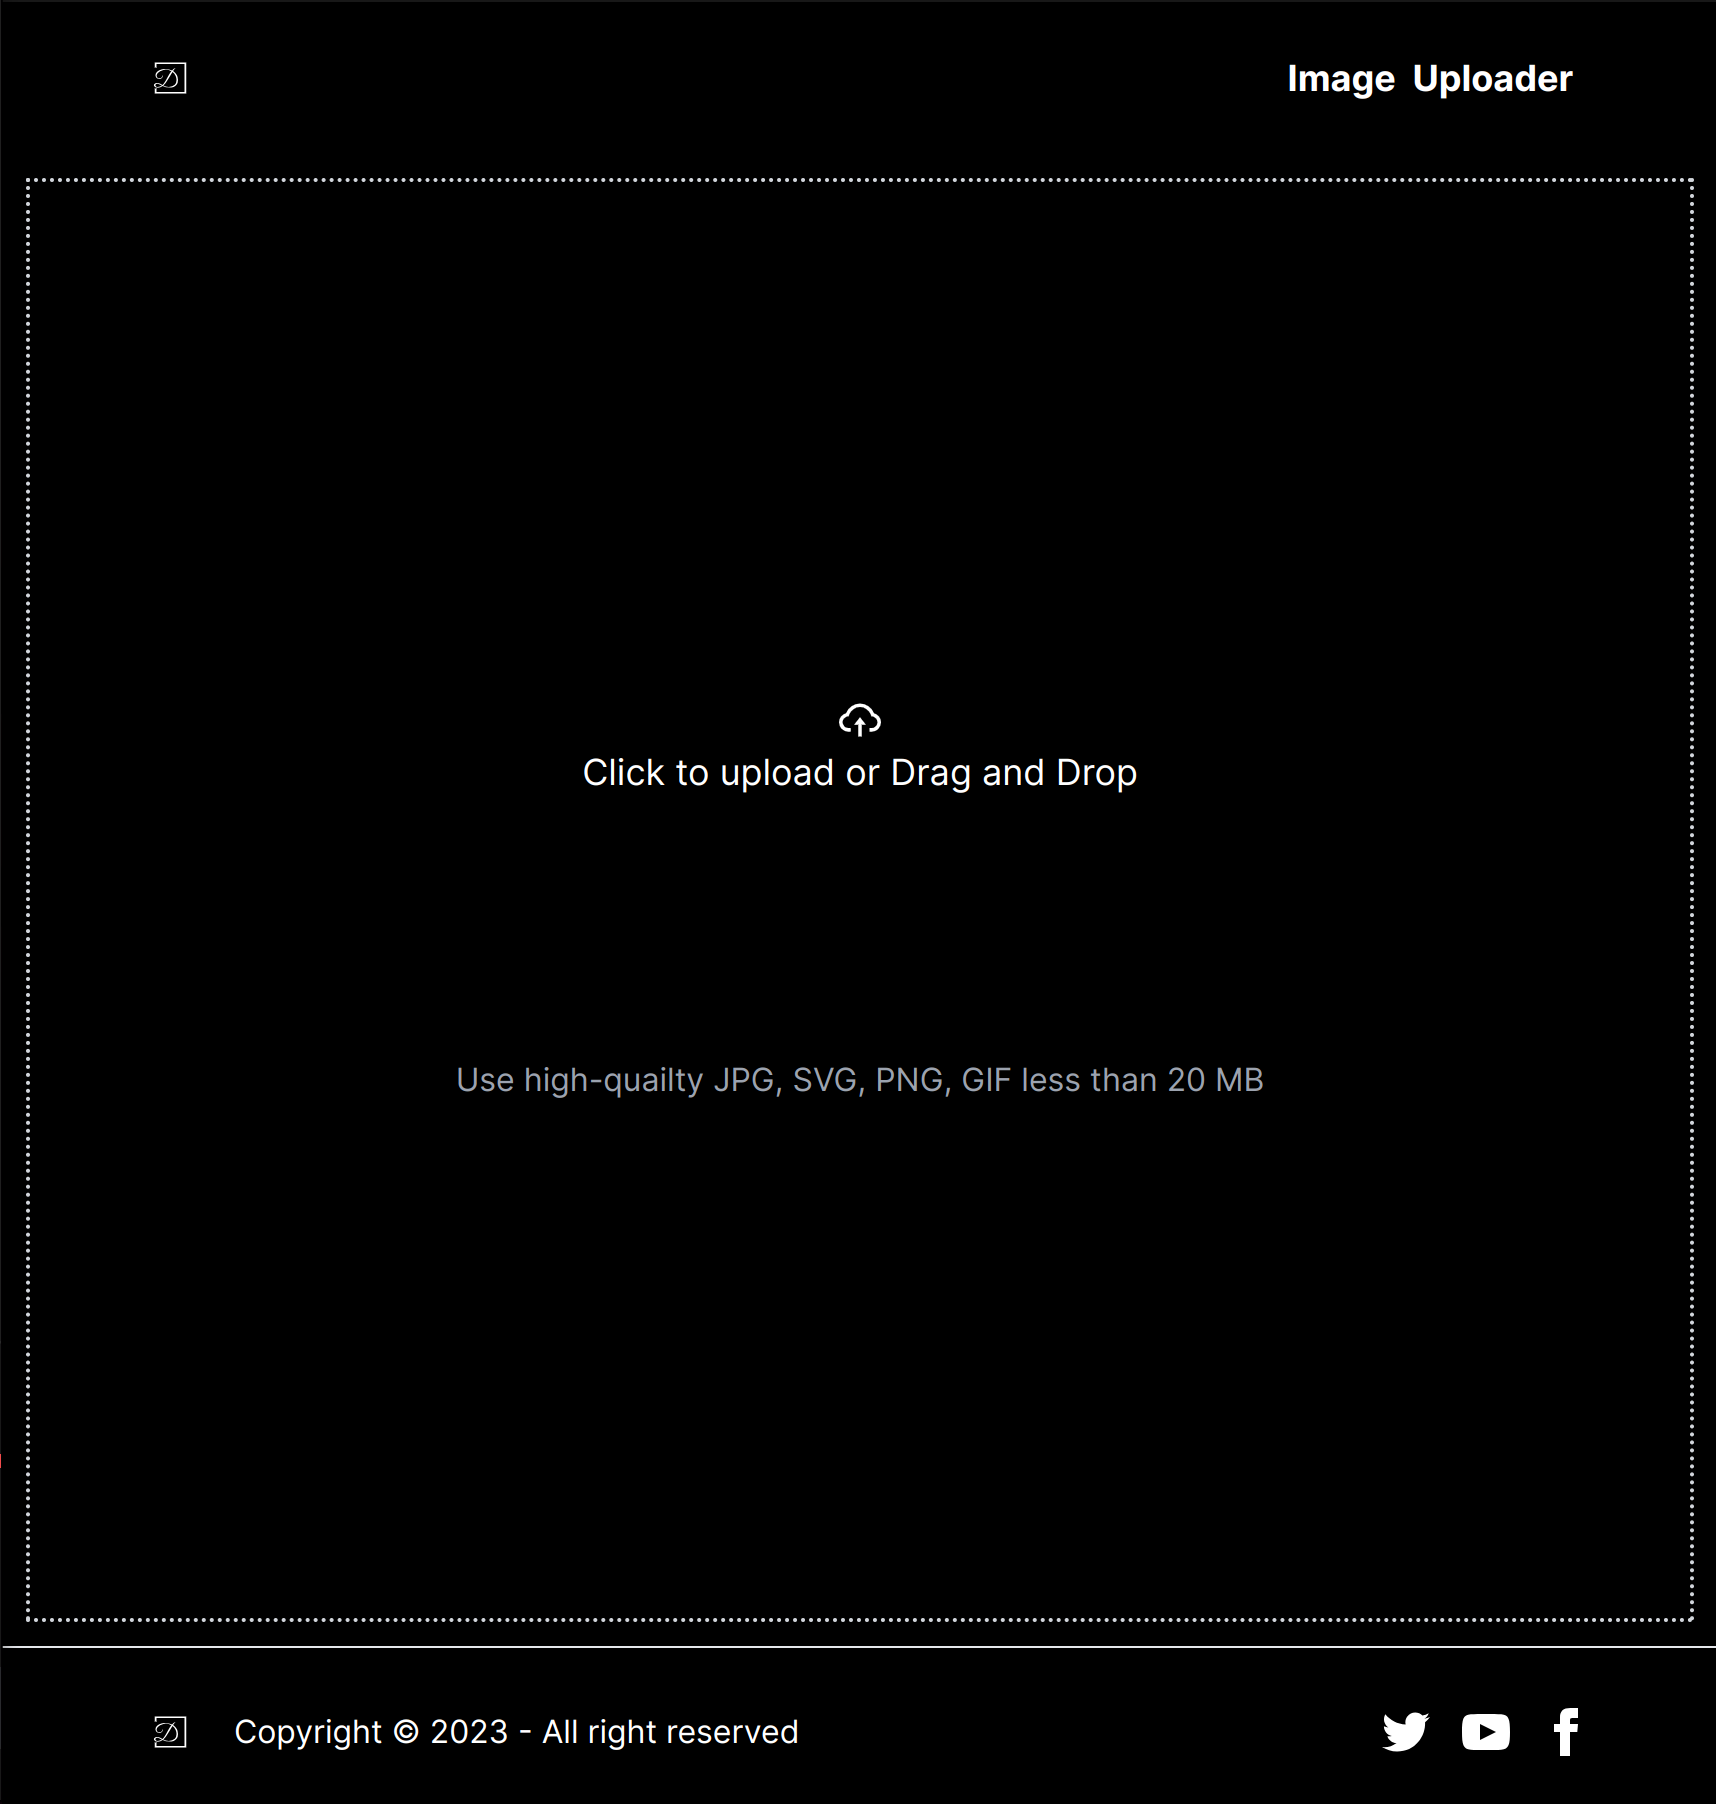 D
Image Uploader
Click to upload or Drag and Drop
Use high-quailty JPG, SVG, PNG, GIF less than 20 MB
D
Copyright © 2023 - All right reserved